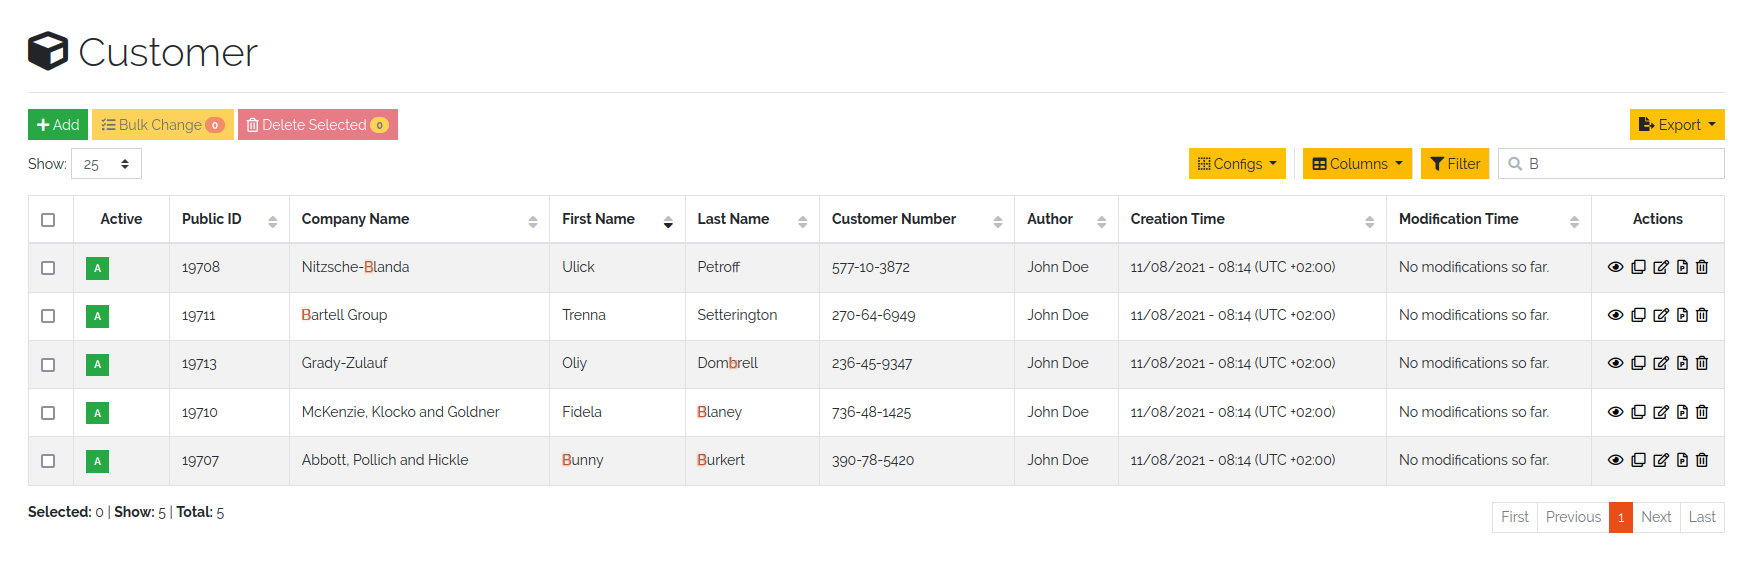 Customer
Add Bulk Change 0 Delete Selected 0 Export
Show: 25 Configs Columns Filter B
Active Public ID Company Name First Name Last Name Customer Number Author Creation Time Modification Time Actions
A 19708 Nitzsche-Blanda Ulick Petroff 577-10-3872 John Doe 11/08/2021 - 08:14 (UTC +02:00) No modifications so far.
A 19711 Bartell Group Trenna Setterington 270-64-6949 John Doe 11/08/2021 - 08:14 (UTC +02:00) No modifications so far.
A 19713 Grady-Zulauf Oliy Dombrell 236-45-9347 John Doe 11/08/2021 - 08:14 (UTC +02:00) No modifications so far.
A 19710 McKenzie, Klocko and Goldner Fidela Blaney 736-48-1425 John Doe 11/08/2021 - 08:14 (UTC +02:00) No modifications so far.
A 19707 Abbott, Pollich and Hickle Bunny Burkert 390-78-5420 John Doe 11/08/2021 - 08:14 (UTC +02:00) No modifications so far.
Selected: 0 | Show: 5 | Total: 5 First Previous 1 Next Last